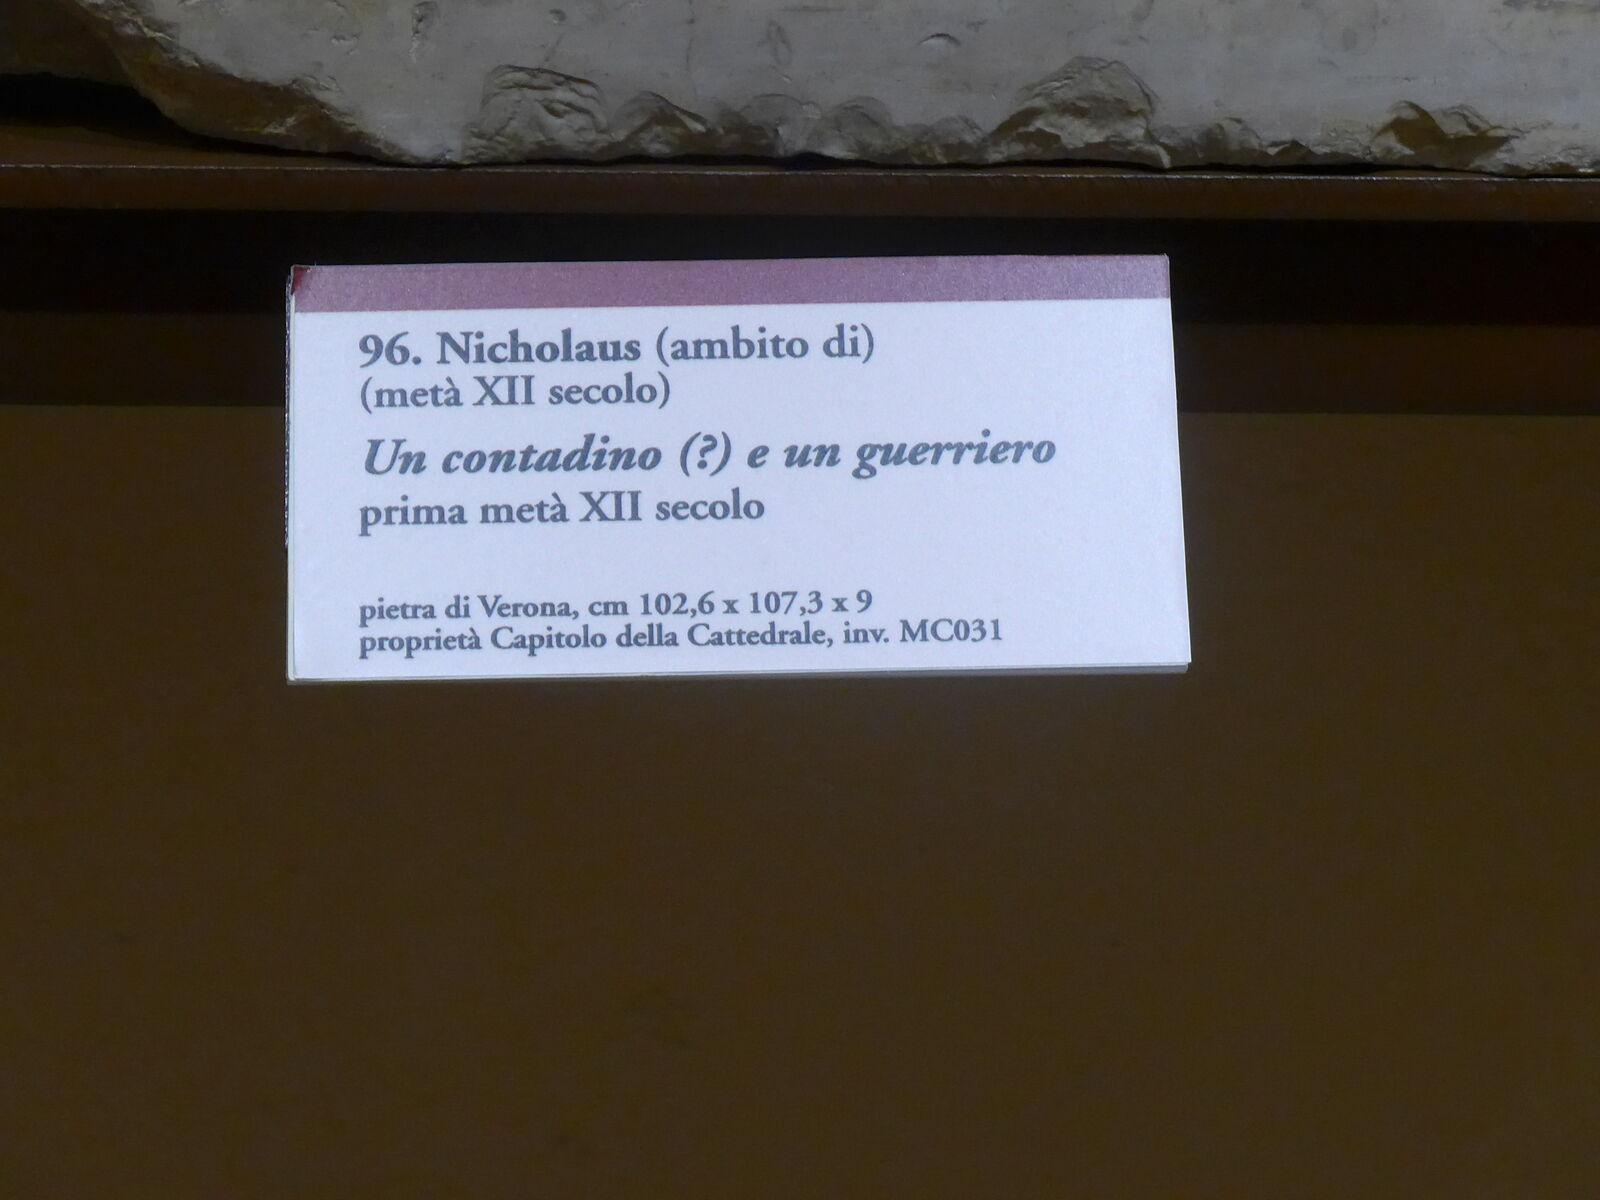 96. Nicholaus (ambito di)
(metà XII secolo)
Un contadino (?) e un guerriero
prima metà XII secolo
pietra di Verona, cm 102,6 x 107,3 x 9
proprietà Capitolo della Cattedrale, inv. MC031